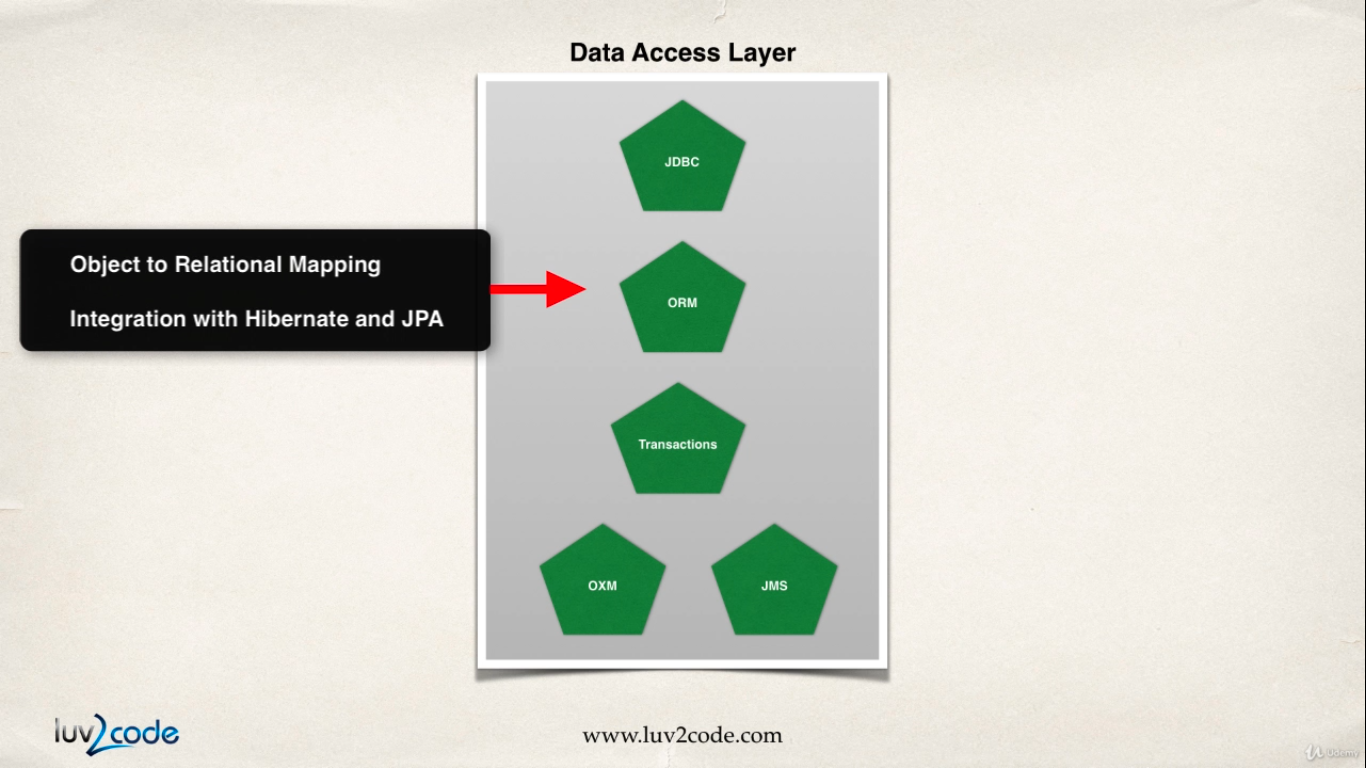 Data Access Layer
JDBC
Object to Relational Mapping
Integration with Hibernate and JPA
ORM
Transactions
OXM
JMS
luv2code
www.luv2code.com
Udemy